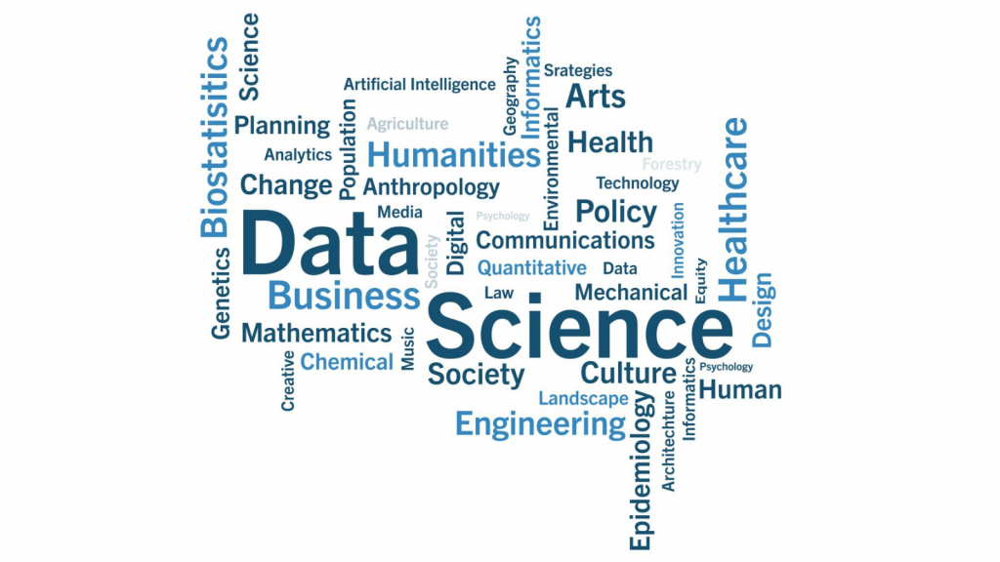 Science
Biostatisitics
Informatics
Geography
Srategies
Artificial Intelligence
Arts
Population
Planning
Agriculture
Environmental
Healthcare
Health
Analytics
Humanities
Forestry
Change
Anthropology
Technology
Policy
Media
Innovation
Data
Digital
Psychology
Society
Communications
Genetics
Quantitative
Data
Equity
Design
Business
Law
Mechanical
Science
Mathematics
Music
Creative
Chemical
Society
Culture
Informatics
Psychology
Human
Landscape
Epidemiology
Architechture
Engineering